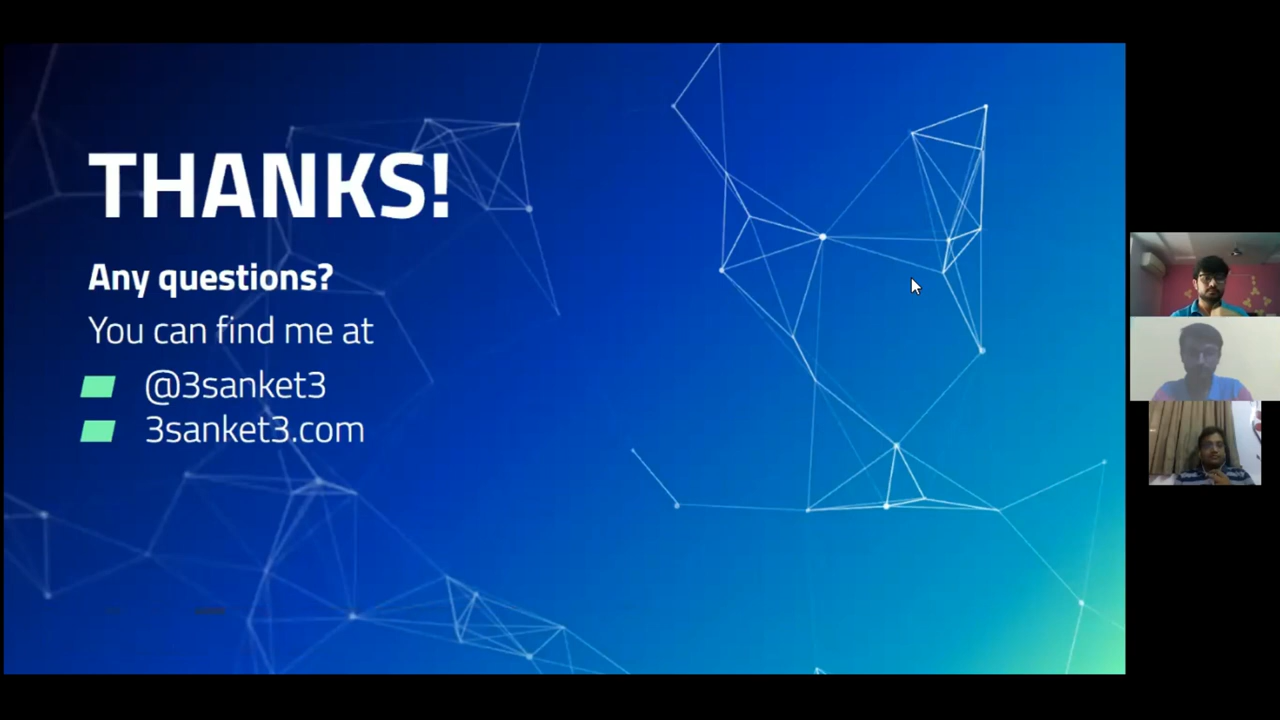 THANKS!
Any questions?
You can find me at
@3sanket3
3sanket3.com